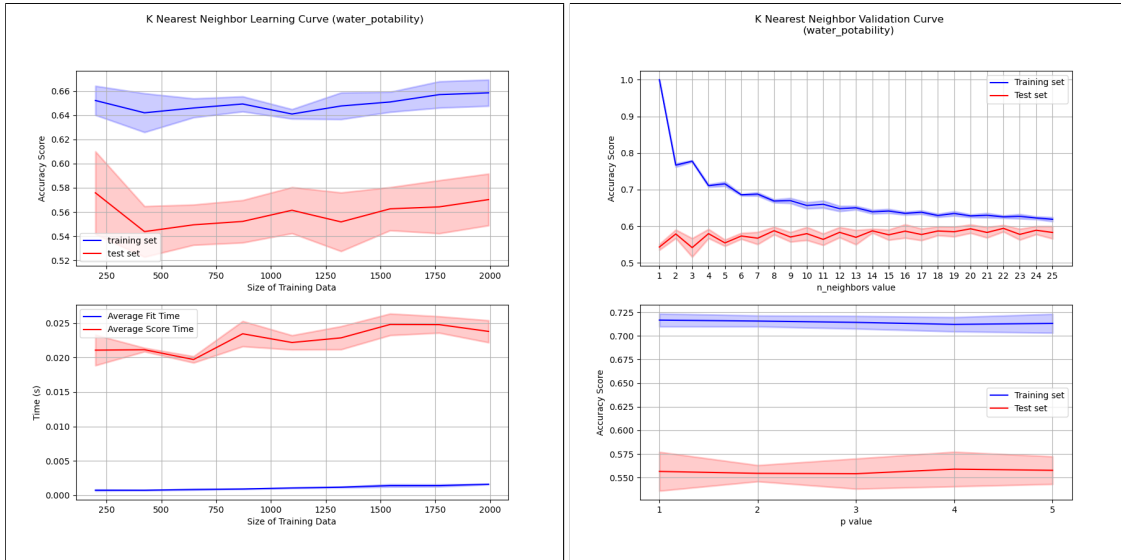 K Nearest Neighbor Learning Curve (water_potability)
0.66
0.64
0.62
0.60
0.58
0.56
0.54
0.52
Accuracy Score
training set
test set
250 500 750 1000 1250 1500 1750 2000
Size of Training Data
Average Fit Time
Average Score Time
0.025
0.020
0.015
0.010
0.005
0.000
Time (s)
250 500 750 1000 1250 1500 1750 2000
Size of Training Data
K Nearest Neighbor Validation Curve
(water_potability)
Training set
Test set
1.0
0.9
0.8
0.7
0.6
0.5
Accuracy Score
1 2 3 4 5 6 7 8 9 10 11 12 13 14 15 16 17 18 19 20 21 22 23 24 25
n_neighbors value
0.725
0.700
0.675
0.650
0.625
0.600
0.575
0.550
Accuracy Score
Training set
Test set
1 2 3 4 5
p value